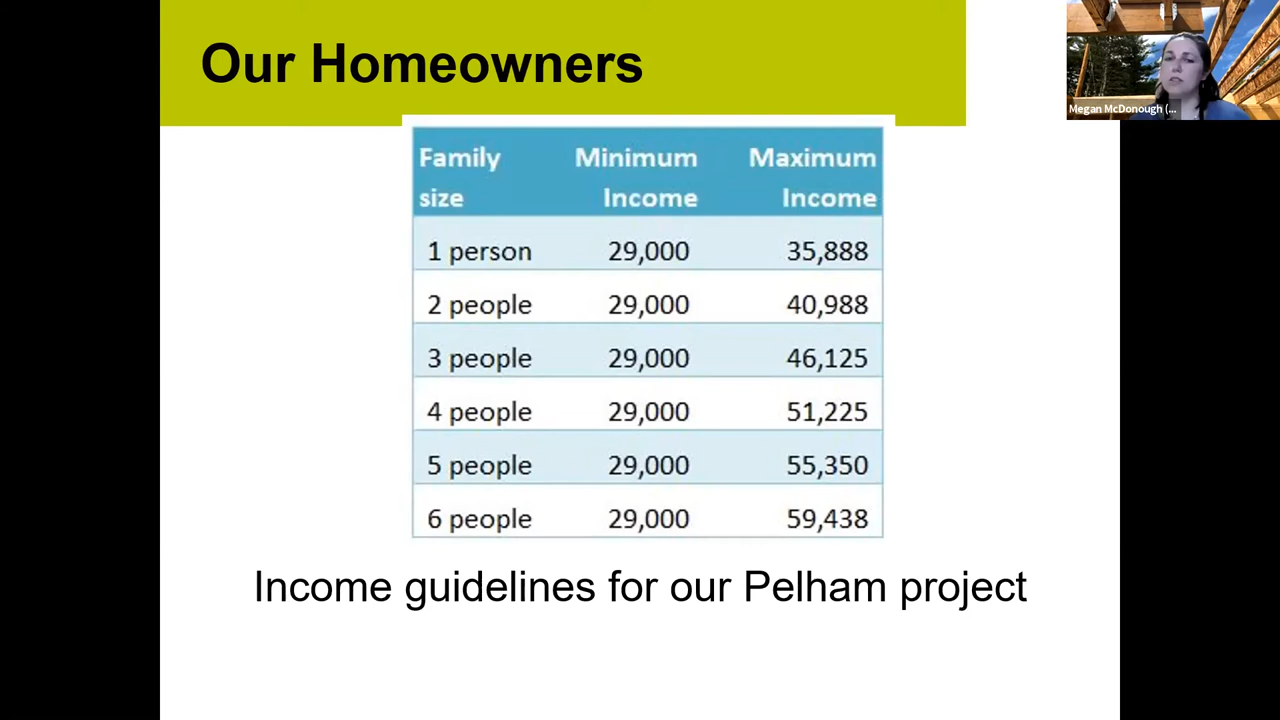 Our Homeowners
Megan McDonough (...
Family size Minimum Income Maximum Income
1 person 29,000 35,888
2 people 29,000 40,988
3 people 29,000 46,125
4 people 29,000 51,225
5 people 29,000 55,350
6 people 29,000 59,438
Income guidelines for our Pelham project